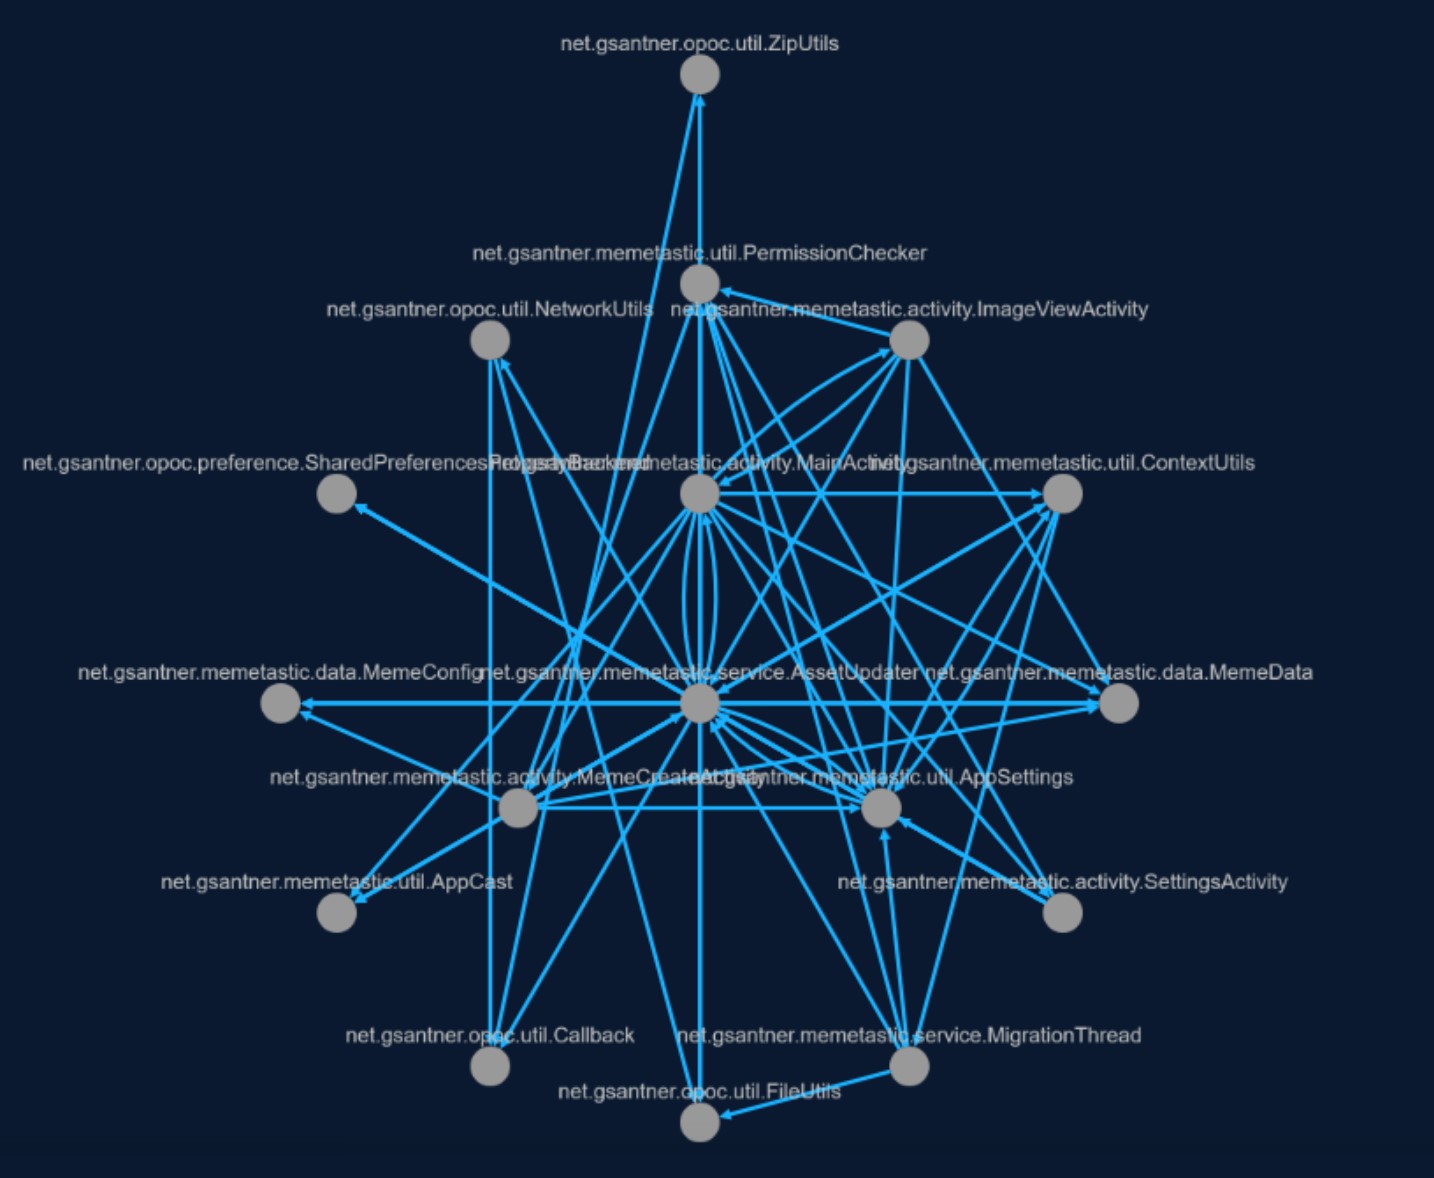 net.gsantner.opoc.util.ZipUtils
net.gsantner.memetastic.util.PermissionChecker
net.gsantner.opoc.util.NetworkUtils
net.gsantner.memetastic.activity.ImageViewActivity
net.gsantner.opoc.preference.SharedPreferencesPropertyBackend
net.gsantner.memetastic.activity.MainActivity
net.gsantner.memetastic.util.ContextUtils
net.gsantner.memetastic.data.MemeConfig
net.gsantner.memetastic.service.AssetUpdater
net.gsantner.memetastic.data.MemeData
net.gsantner.memetastic.activity.MemeCreateActivity
net.gsantner.memetastic.util.AppSettings
net.gsantner.memetastic.util.AppCast
net.gsantner.memetastic.activity.SettingsActivity
net.gsantner.opoc.util.Callback
net.gsantner.memetastic.service.MigrationThread
net.gsantner.opoc.util.FileUtils